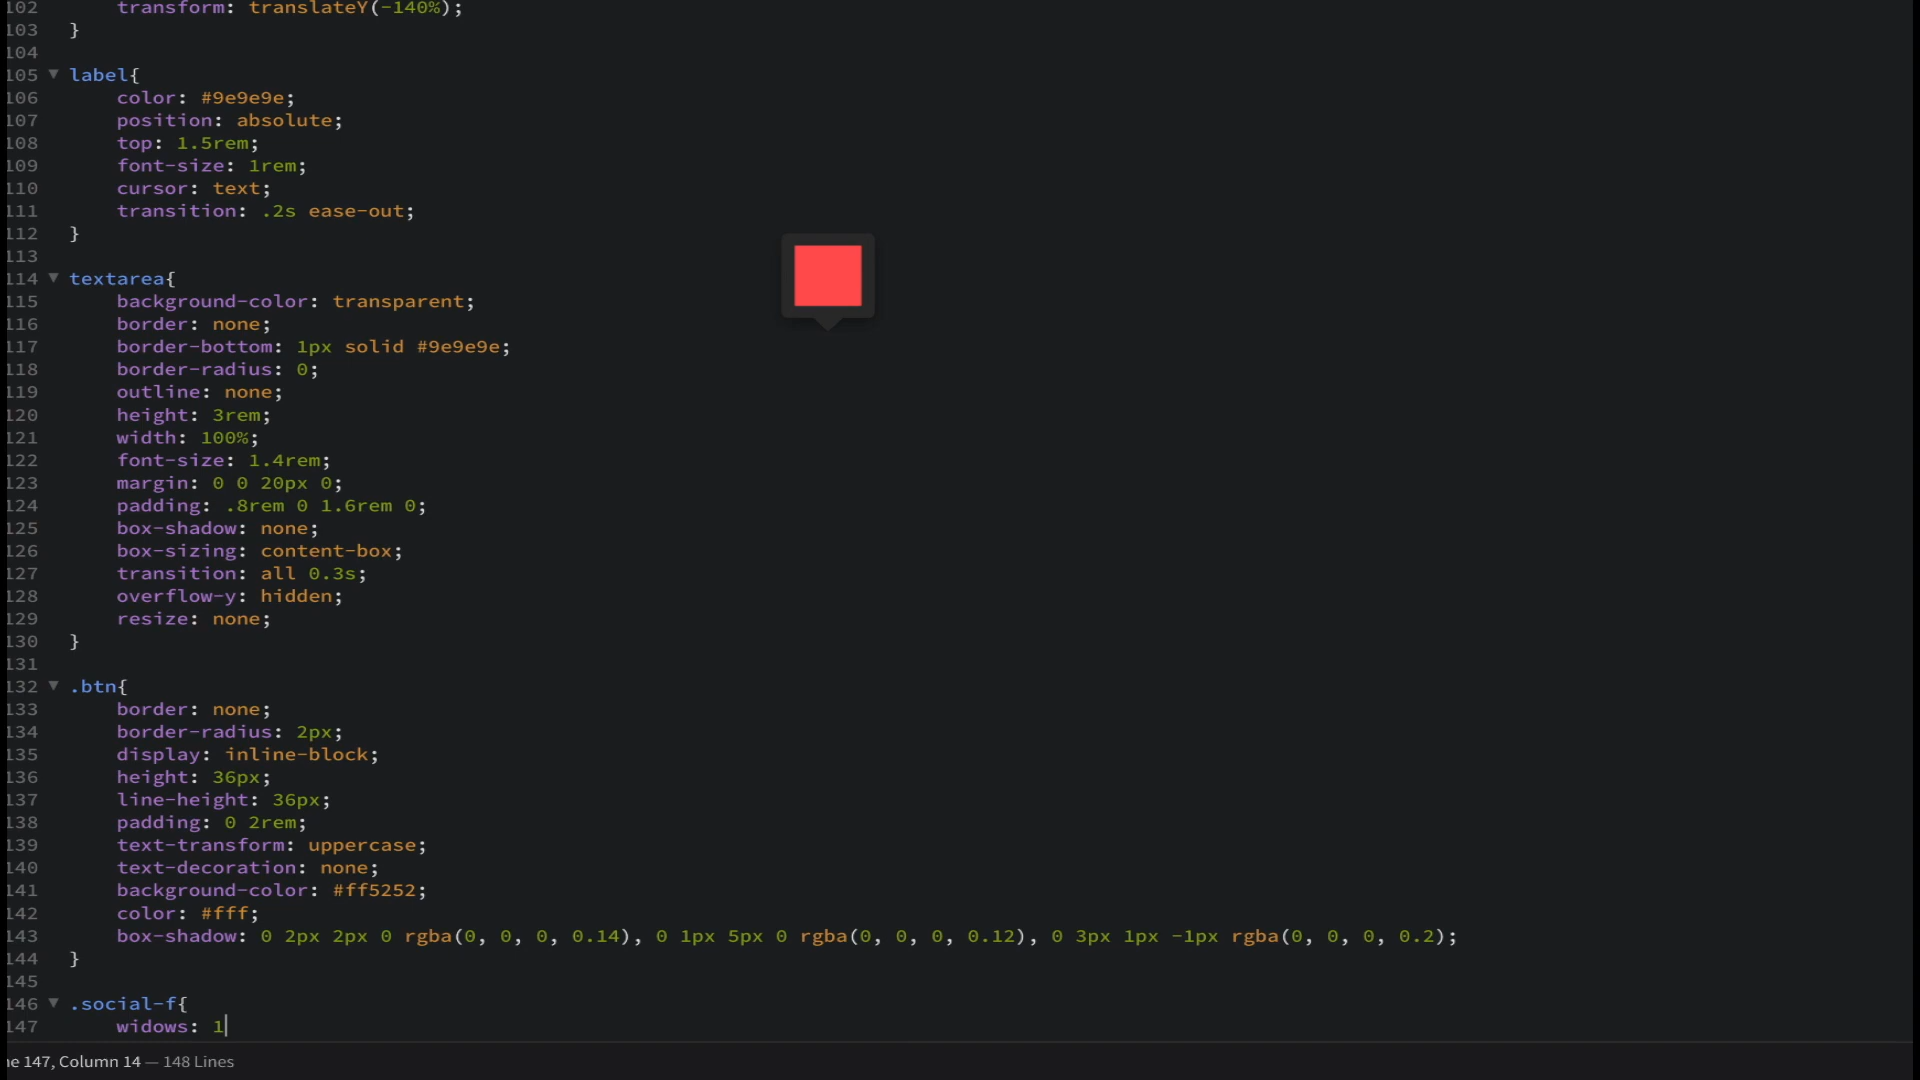 102 transform: translateY(-140%);
103 }
104
105 label{
106 color: #9e9e9e;
107 position: absolute;
108 top: 1.5rem;
109 font-size: 1rem;
110 cursor: text;
111 transition: .2s ease-out;
112 }
113
114 textarea{
115 background-color: transparent;
116 border: none;
117 border-bottom: 1px solid #9e9e9e;
118 border-radius: 0;
119 outline: none;
120 height: 3rem;
121 width: 100%;
122 font-size: 1.4rem;
123 margin: 0 0 20px 0;
124 padding: .8rem 0 1.6rem 0;
125 box-shadow: none;
126 box-sizing: content-box;
127 transition: all 0.3s;
128 overflow-y: hidden;
129 resize: none;
130 }
131
132 .btn{
133 border: none;
134 border-radius: 2px;
135 display: inline-block;
136 height: 36px;
137 line-height: 36px;
138 padding: 0 2rem;
139 text-transform: uppercase;
140 text-decoration: none;
141 background-color: #ff5252;
142 color: #fff;
143 box-shadow: 0 2px 2px 0 rgba(0, 0, 0, 0.14), 0 1px 5px 0 rgba(0, 0, 0, 0.12), 0 3px 1px -1px rgba(0, 0, 0, 0.2);
144 }
145
146 .social-f{
147 widows: 1
ne 147, Column 14 — 148 Lines